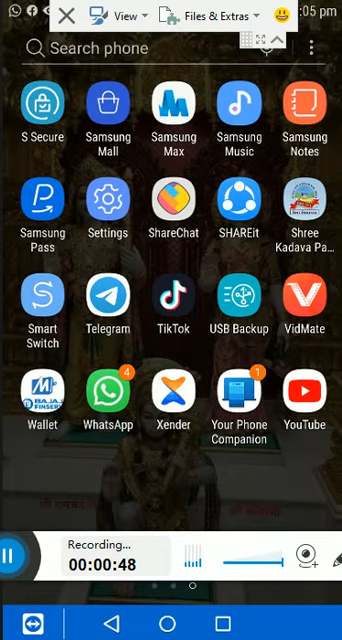 View
Files & Extras
:05 pm
Search phone
S Secure
Samsung Mall
Samsung Max
Samsung Music
Samsung Notes
Samsung Pass
Settings
ShareChat
SHAREit
Shree Kadava Pa...
Smart Switch
Telegram
TikTok
USB Backup
VidMate
BAJAJ
FINSERV
4
1
Wallet
WhatsApp
Xender
Your Phone Companion
YouTube
Recording...
00:00:48